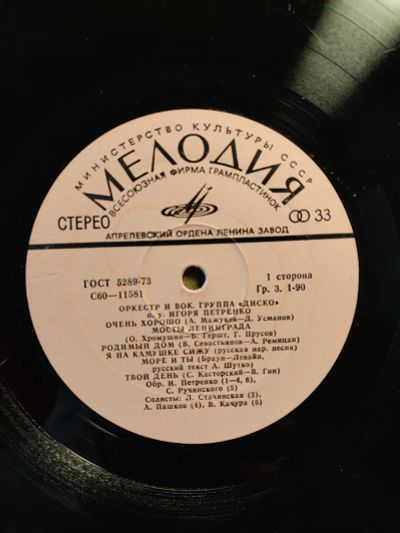 МИНИСТЕРСТВО КУЛЬТУРЫ СССР
МЕЛОДИЯ
ВСЕСОЮЗНАЯ ФИРМА ГРАМПЛАСТИНОК
СТЕРЕО 33
АПРЕЛЕВСКИЙ ОРДЕНА ЛЕНИНА ЗАВОД
ГОСТ 5289-73 1 сторона
С60—11581 Гр. 3. 1-90
ОРКЕСТР И ВОК. ГРУППА «ДИСКО»
п. у. ИГОРЯ ПЕТРЕНКО
ОЧЕНЬ ХОРОШО (А. Мажуков—Д. Усманов)
МОСТЫ ЛЕНИНГРАДА
(О. Хромушин—В. Гершт, Г. Прусов)
РОДИМЫЙ ДОМ (В. Севастьянов—А. Ремицан)
Я НА КАМУШКЕ СИЖУ (русская нар. песня)
МОРЕ И ТЫ (Браун—Левайн,
русский текст А. Шутко)
ТВОЙ ДЕНЬ (С. Касторский—В. Гин)
Обр. И. Петренко (1—4, 6),
С. Ручинского (5)
Солисты: Л. Стачинская (3),
А. Пашков (4), В. Качура (6)